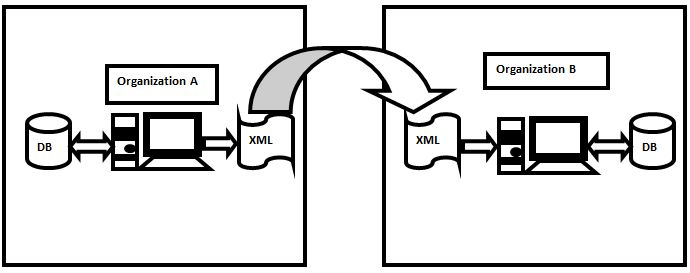 Organization A
DB
XML
Organization B
XML
DB